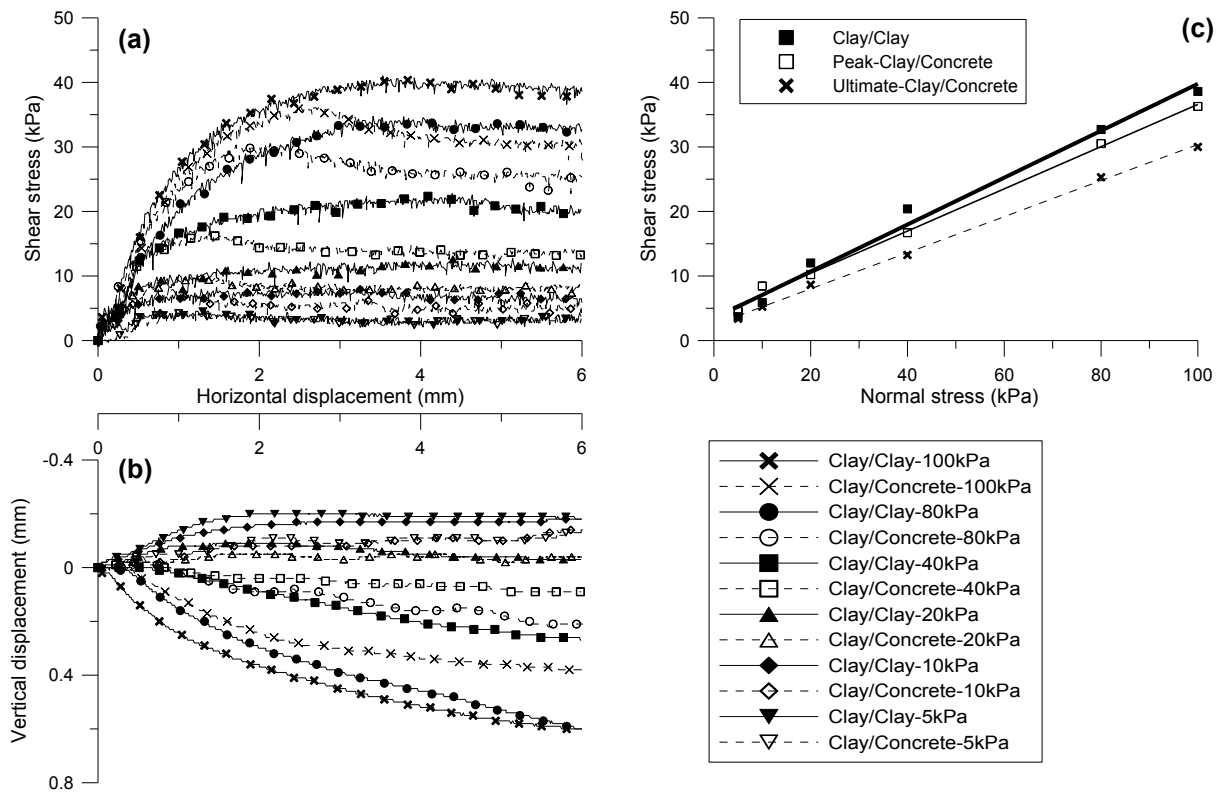 (a)
50
40
30
20
10
0
Shear stress (kPa)
0 2 4 6
Horizontal displacement (mm)
0 2 4 6
(b)
-0.4
0
0.4
0.8
Vertical displacement (mm)
(c)
Clay/Clay
Peak-Clay/Concrete
Ultimate-Clay/Concrete
50
40
30
20
10
0
Shear stress (kPa)
0 20 40 60 80 100
Normal stress (kPa)
Clay/Clay-100kPa
Clay/Concrete-100kPa
Clay/Clay-80kPa
Clay/Concrete-80kPa
Clay/Clay-40kPa
Clay/Concrete-40kPa
Clay/Clay-20kPa
Clay/Concrete-20kPa
Clay/Clay-10kPa
Clay/Concrete-10kPa
Clay/Clay-5kPa
Clay/Concrete-5kPa